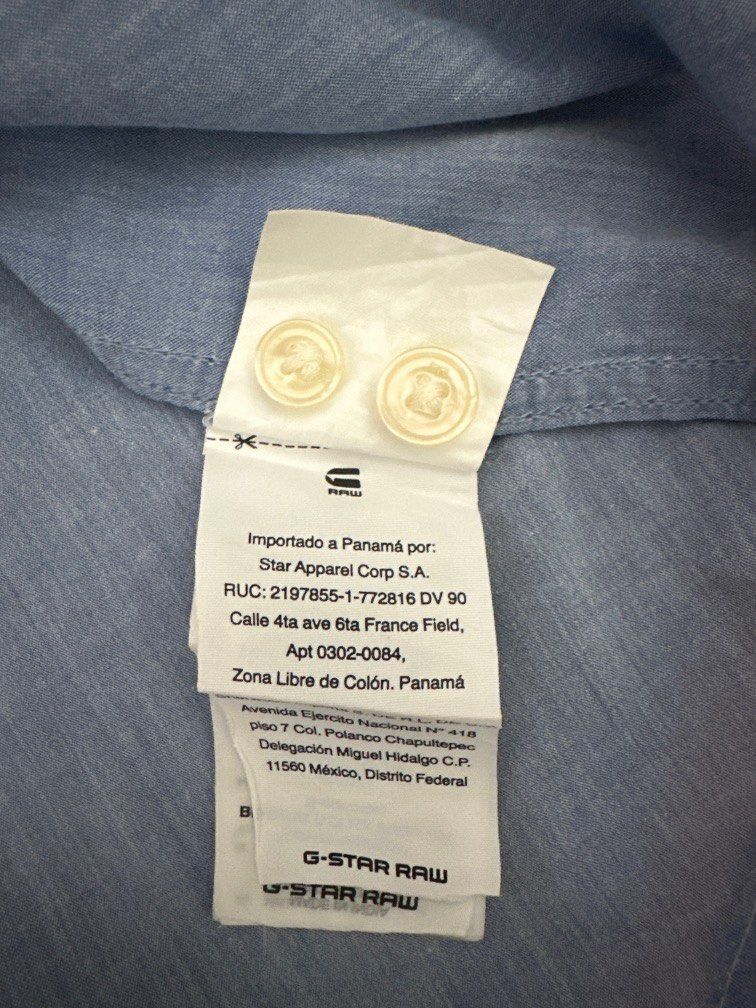 RAW
Importado a Panamá por:
Star Apparel Corp S.A.
RUC: 2197855-1-772816 DV 90
Calle 4ta ave 6ta France Field,
Apt 0302-0084,
Zona Libre de Colón. Panamá
Avenida Ejercito Nacional N° 418
piso 7 Col. Polanco Chapultepec
Delegación Miguel Hidalgo C.P.
11560 México, Distrito Federal
G-STAR RAW
G-STAR RAW